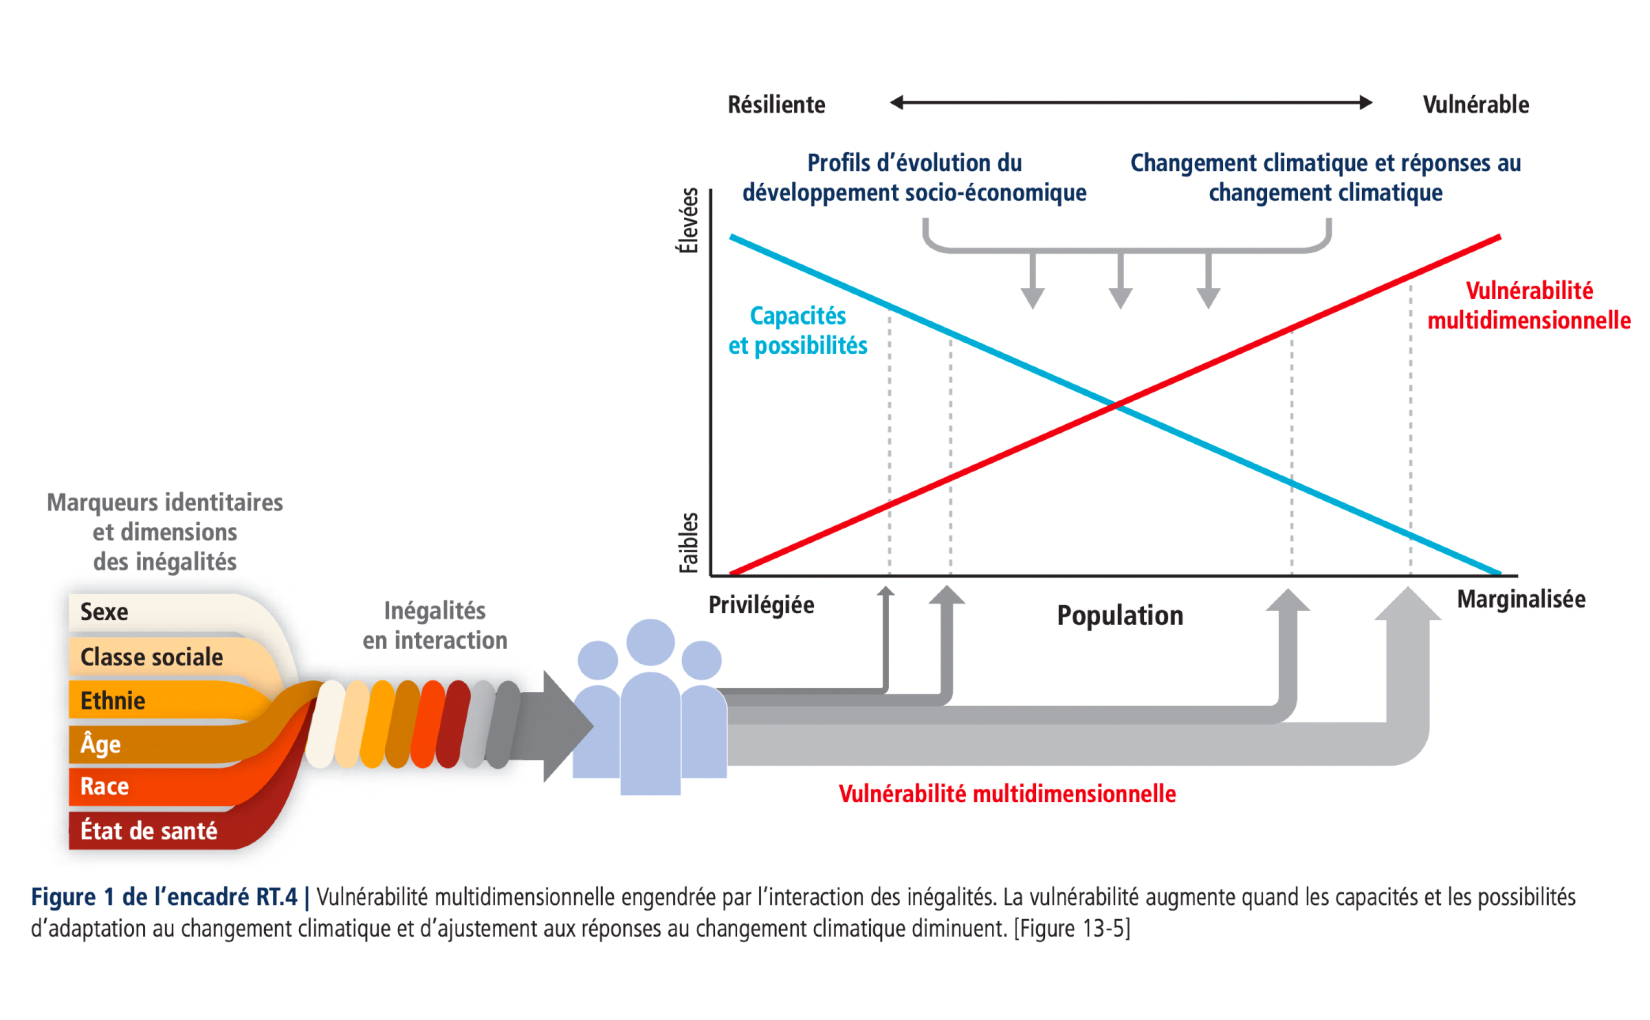 Résiliente
Vulnérable
Profils d’évolution du
développement socio-économique
Changement climatique et réponses au
changement climatique
Élevées
Capacités
et possibilités
Vulnérabilité
multidimensionnelle
Faibles
Privilégiée
Population
Marginalisée
Marqueurs identitaires
et dimensions
des inégalités
Sexe
Classe sociale
Ethnie
Âge
Race
État de santé
Inégalités
en interaction
Vulnérabilité multidimensionnelle
Figure 1 de l’encadré RT.4 | Vulnérabilité multidimensionnelle engendrée par l’interaction des inégalités. La vulnérabilité augmente quand les capacités et les possibilités
d’adaptation au changement climatique et d’ajustement aux réponses au changement climatique diminuent. [Figure 13-5]